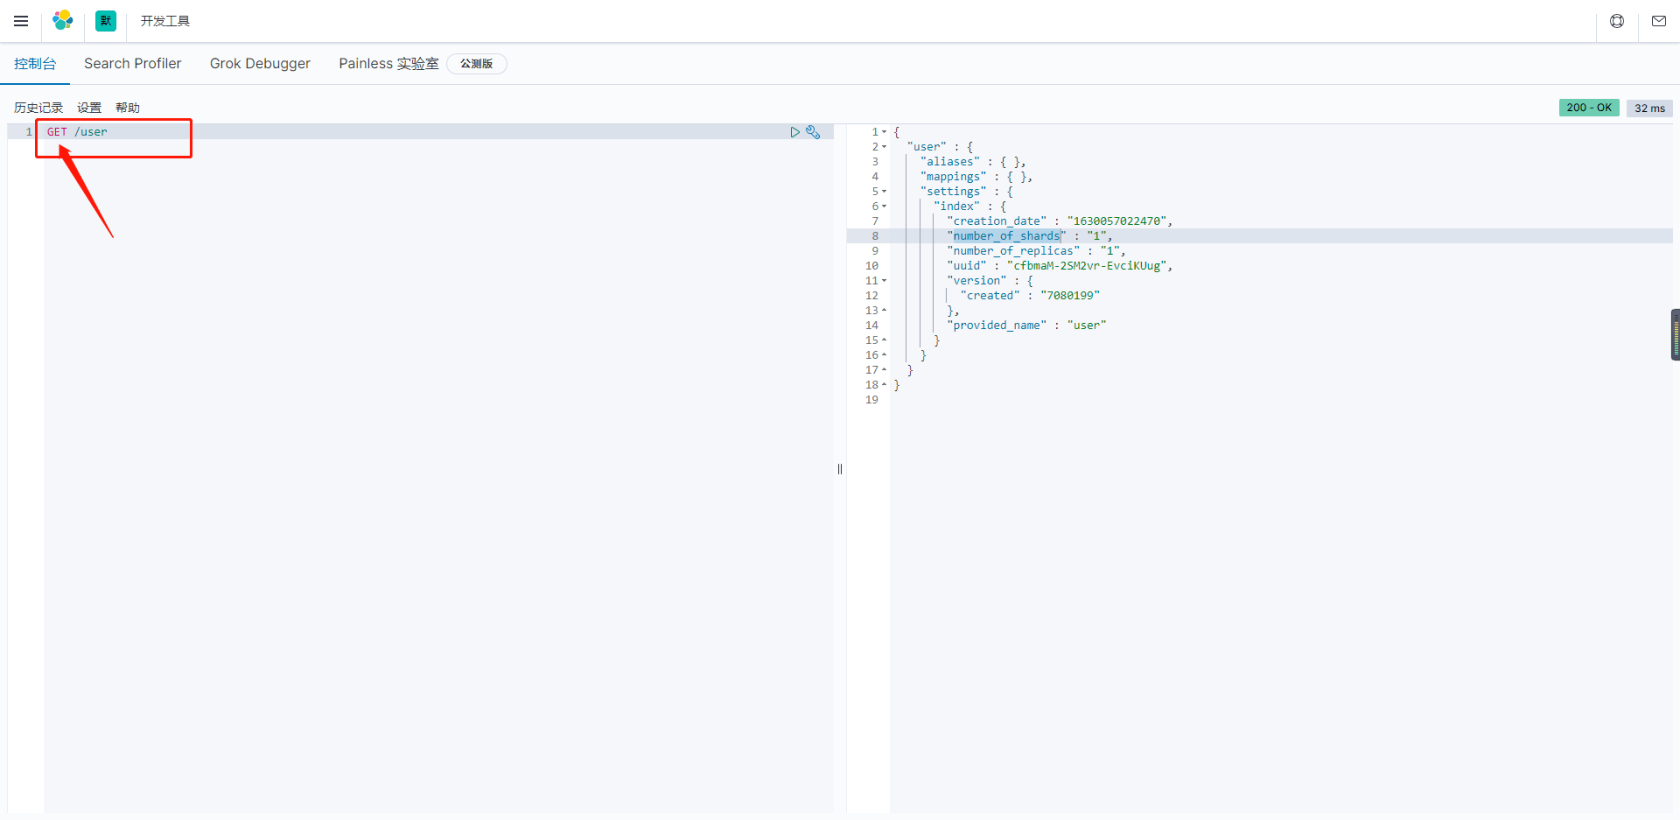 默 开发工具
控制台 Search Profiler Grok Debugger Painless 实验室 公测版
历史记录 设置 帮助
200 - OK 32 ms
1 GET /user
1 {
2 "user" : {
3 "aliases" : { },
4 "mappings" : { },
5 "settings" : {
6 "index" : {
7 "creation_date" : "1630057022470",
8 "number_of_shards" : "1",
9 "number_of_replicas" : "1",
10 "uuid" : "cfbmaM-2SM2vr-EvciKUug",
11 "version" : {
12 "created" : "7080199"
13 },
14 "provided_name" : "user"
15 }
16 }
17 }
18 }
19